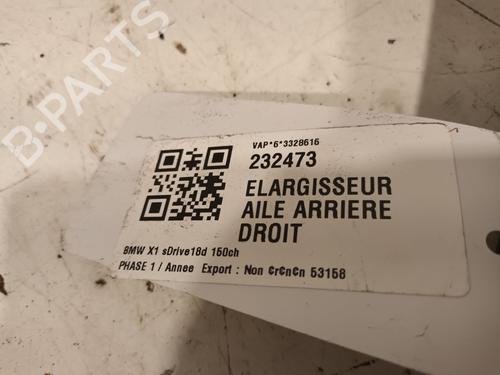 B-PARTS
VAP*6*3328616
232473
ELARGISSEUR
AILE ARRIERE
DROIT
BMW X1 sDrive18d 150ch
PHASE 1 / Annee Export : Non ¢r¢n¢n 53158